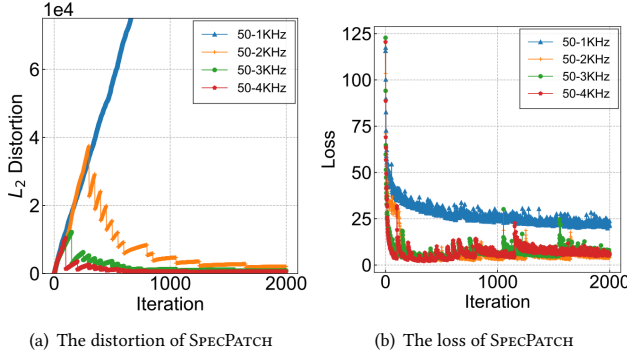 1e4
50-1KHz
50-2KHz
50-3KHz
50-4KHz
L2 Distortion
6
4
2
0
0
1000
2000
Iteration
(a) The distortion of SPECPATCH
125
100
75
50
25
0
Loss
50-1KHz
50-2KHz
50-3KHz
50-4KHz
0
1000
2000
Iteration
(b) The loss of SPECPATCH